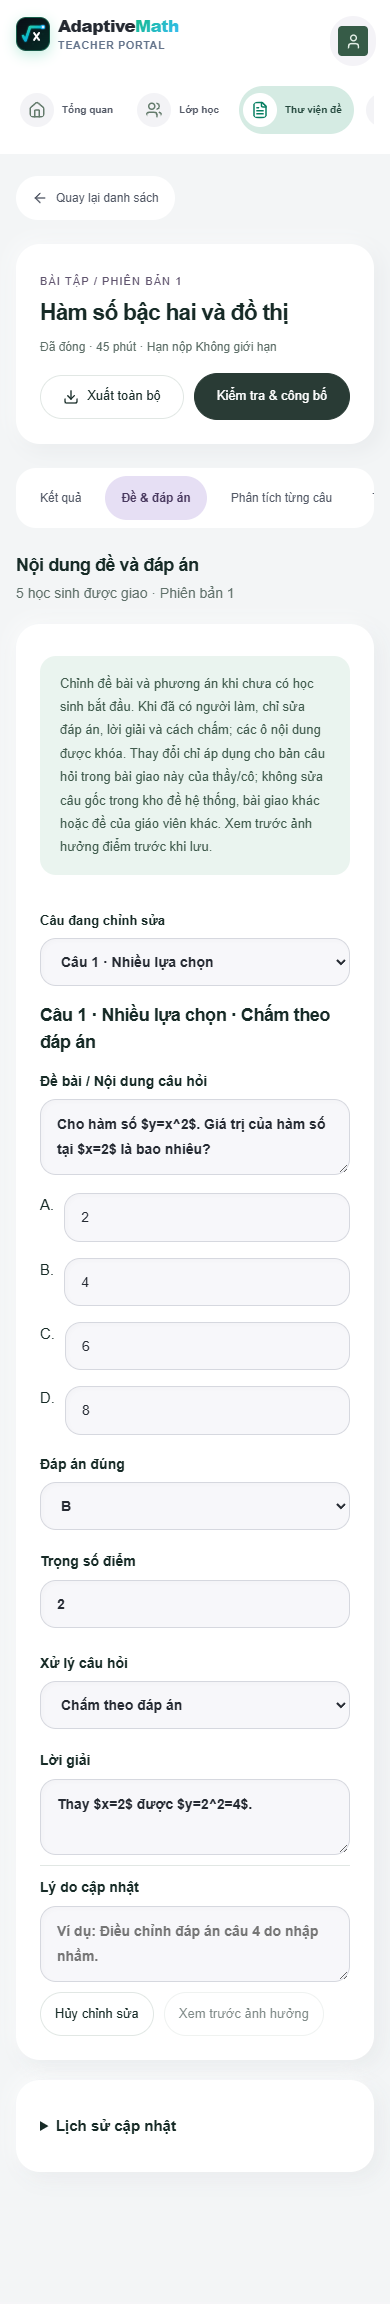 AdaptiveMath
TEACHER PORTAL
Tổng quan
Lớp học
Thư viện đề
Quay lại danh sách
BÀI TẬP / PHIÊN BẢN 1
Hàm số bậc hai và đồ thị
Đã đóng · 45 phút · Hạn nộp Không giới hạn
Xuất toàn bộ
Kiểm tra & công bố
Kết quả
Đề & đáp án
Phân tích từng câu
Nội dung đề và đáp án
5 học sinh được giao · Phiên bản 1
Chỉnh đề bài và phương án khi chưa có học
sinh bắt đầu. Khi đã có người làm, chỉ sửa
đáp án, lời giải và cách chấm; các ô nội dung
được khóa. Thay đổi chỉ áp dụng cho bản câu
hỏi trong bài giao này của thầy/cô; không sửa
câu gốc trong kho đề hệ thống, bài giao khác
hoặc đề của giáo viên khác. Xem trước ảnh
hưởng điểm trước khi lưu.
Câu đang chỉnh sửa
Câu 1 · Nhiều lựa chọn
Câu 1 · Nhiều lựa chọn · Chấm theo
đáp án
Đề bài / Nội dung câu hỏi
Cho hàm số $y=x^2$. Giá trị của hàm số
tại $x=2$ là bao nhiêu?
A. 2
B. 4
C. 6
D. 8
Đáp án đúng
B
Trọng số điểm
2
Xử lý câu hỏi
Chấm theo đáp án
Lời giải
Thay $x=2$ được $y=2^2=4$.
Lý do cập nhật
Ví dụ: Điều chỉnh đáp án câu 4 do nhập
nhầm.
Hủy chỉnh sửa
Xem trước ảnh hưởng
Lịch sử cập nhật